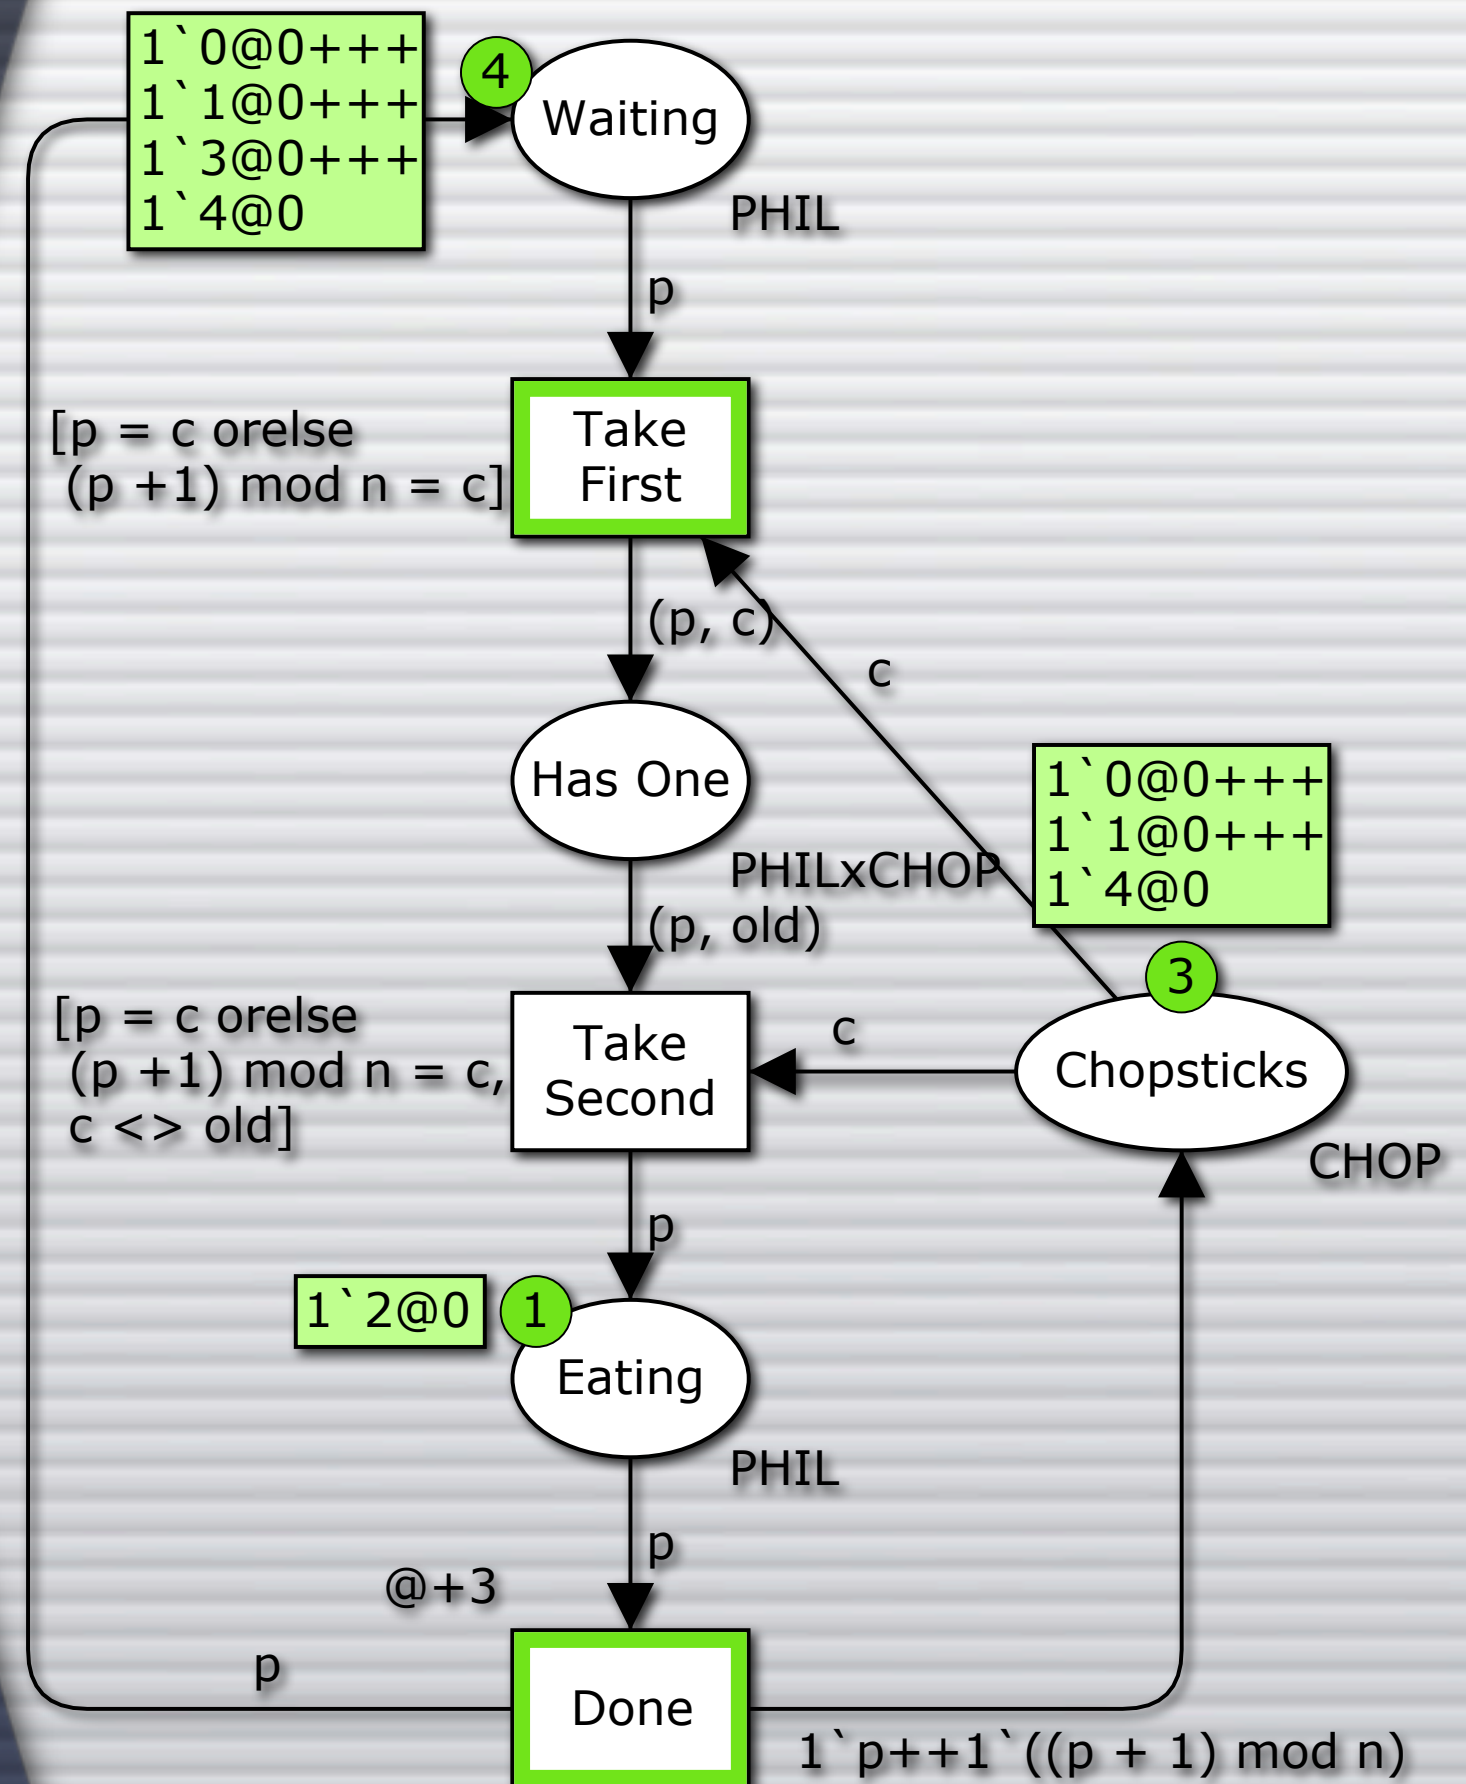 1`0@0+++
1`1@0+++
1`3@0+++
1`4@0
4
Waiting
PHIL
p
[p = c orelse
(p +1) mod n = c]
Take
First
(p, c)
c
Has One
PHILxCHOP
1`0@0+++
1`1@0+++
1`4@0
3
(p, old)
[p = c orelse
(p +1) mod n = c,
c <> old]
Take
Second
c
Chopsticks
CHOP
p
1`2@0
1
Eating
PHIL
p
@+3
p
Done
1`p++1`((p + 1) mod n)